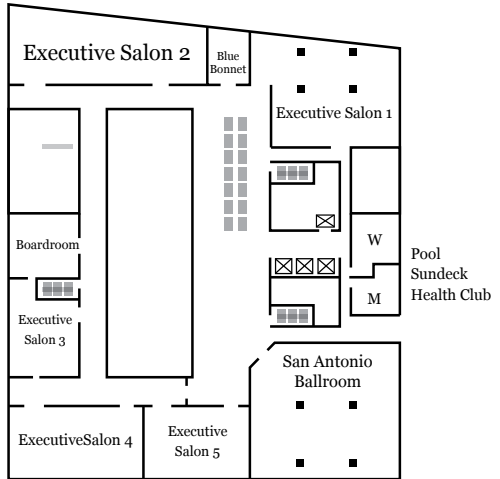 Executive Salon 2
Blue
Bonnet
Executive Salon 1
Boardroom
W
Pool
Sundeck
Health Club
M
Executive
Salon 3
San Antonio
Ballroom
ExecutiveSalon 4
Executive
Salon 5